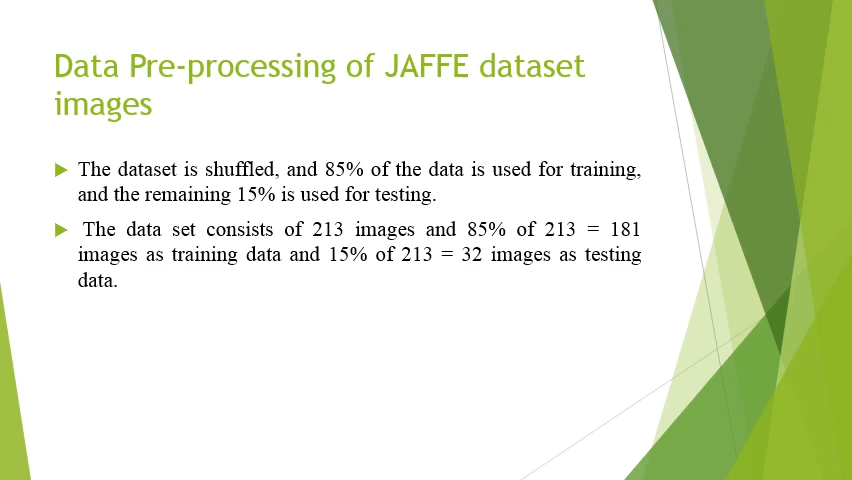 Data Pre-processing of JAFFE dataset
images
The dataset is shuffled, and 85% of the data is used for training,
and the remaining 15% is used for testing.
The data set consists of 213 images and 85% of 213 = 181
images as training data and 15% of 213 = 32 images as testing
data.